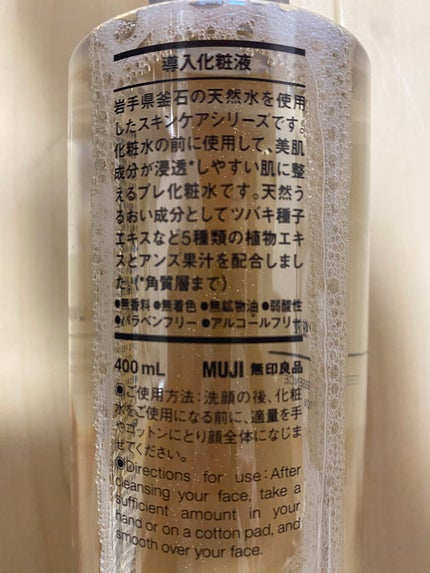 導入化粧液
岩手県釜石の天然水を使用
したスキンケアシリーズです。
化粧水の前に使用して、美肌
成分が浸透*しやすい肌に整
えるプレ化粧水です。天然う
るおい成分としてツバキ種子
エキスなど5種類の植物エキ
スとアンズ果汁を配合しまし
た。(*角質層まで)
●無香料●無着色●無鉱物油●弱酸性
●パラベンフリー●アルコールフリー
400mL MUJI 無印良品
●ご使用方法:洗顔の後、化粧
水をご使用になる前に、適量を手
やコットンにとり顔全体になじま
せてください。
●Directions for use:After
cleansing your face, take a
sufficient amount in your
hand or on a cotton pad, and
smooth over your face.